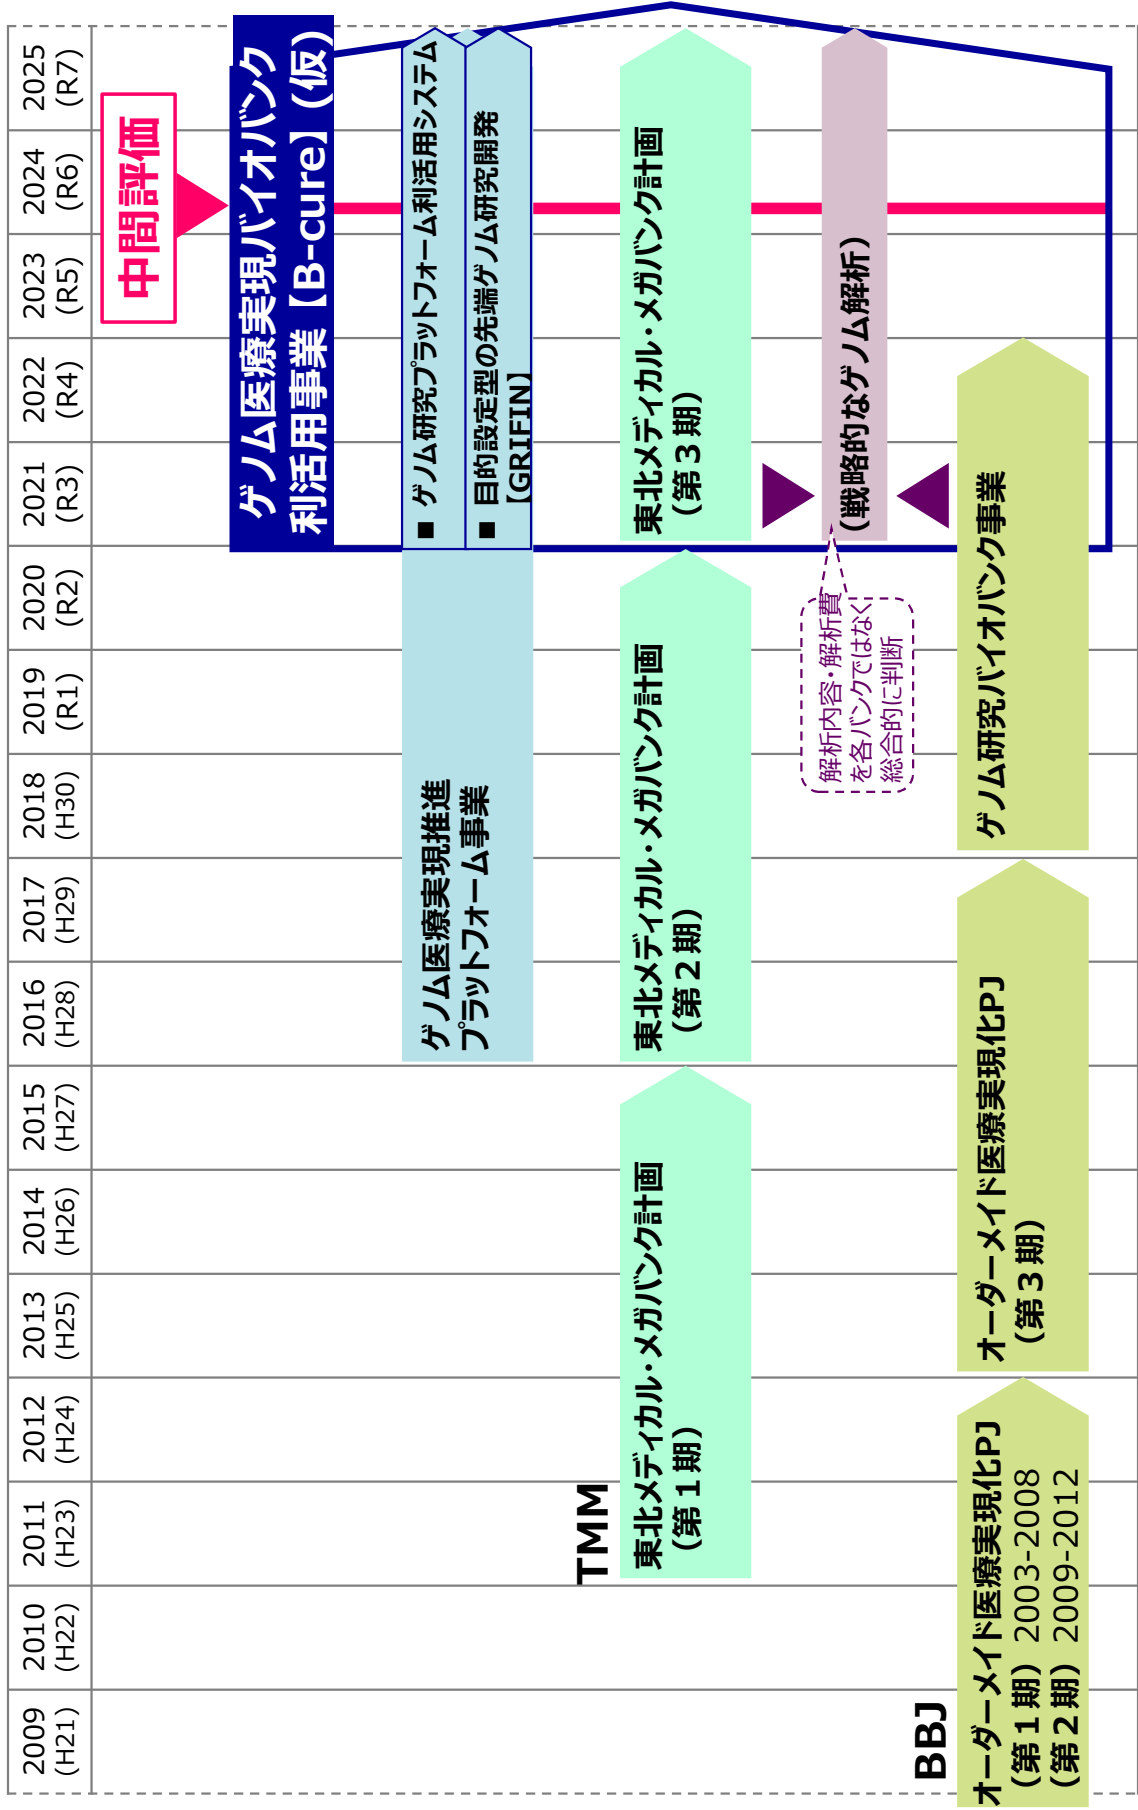 2009
(H21)
2010
(H22)
2011
(H23)
2012
(H24)
2013
(H25)
2014
(H26)
2015
(H27)
2016
(H28)
2017
(H29)
2018
(H30)
2019
(R1)
2020
(R2)
2021
(R3)
2022
(R4)
2023
(R5)
2024
(R6)
2025
(R7)
中間評価
ゲノム医療実現バイオバンク
利活用事業【B-cure】(仮)
ゲノム医療実現推進
プラットフォーム事業
■ ゲノム研究プラットフォーム利活用システム
■ 目的設定型の先端ゲノム研究開発
【GRIFIN】
TMM
東北メディカル・メガバンク計画
(第1期)
東北メディカル・メガバンク計画
(第2期)
東北メディカル・メガバンク計画
(第3期)
解析内容・解析費
を各バンクではなく
総合的に判断
(戦略的なゲノム解析)
BBJ
オーダーメイド医療実現化PJ
(第1期) 2003-2008
(第2期) 2009-2012
オーダーメイド医療実現化PJ
(第3期)
ゲノム研究バイオバンク事業